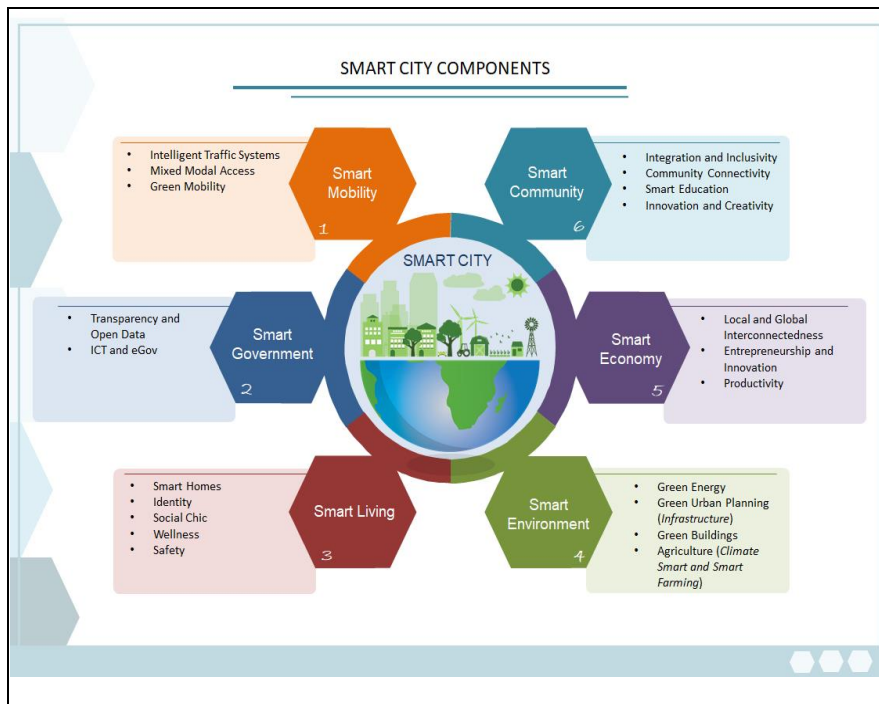 SMART CITY COMPONENTS
• Intelligent Traffic Systems
• Mixed Modal Access
• Green Mobility
Smart
Mobility
1
• Transparency and
Open Data
• ICT and eGov
Smart
Government
2
• Smart Homes
• Identity
• Social Chic
• Wellness
• Safety
Smart Living
3
SMART CITY
Smart
Environment
4
• Green Energy
• Green Urban Planning
(Infrastructure)
• Green Buildings
• Agriculture (Climate
Smart and Smart
Farming)
Smart
Economy
5
• Local and Global
Interconnectedness
• Entrepreneurship and
Innovation
• Productivity
Smart
Community
6
• Integration and Inclusivity
• Community Connectivity
• Smart Education
• Innovation and Creativity